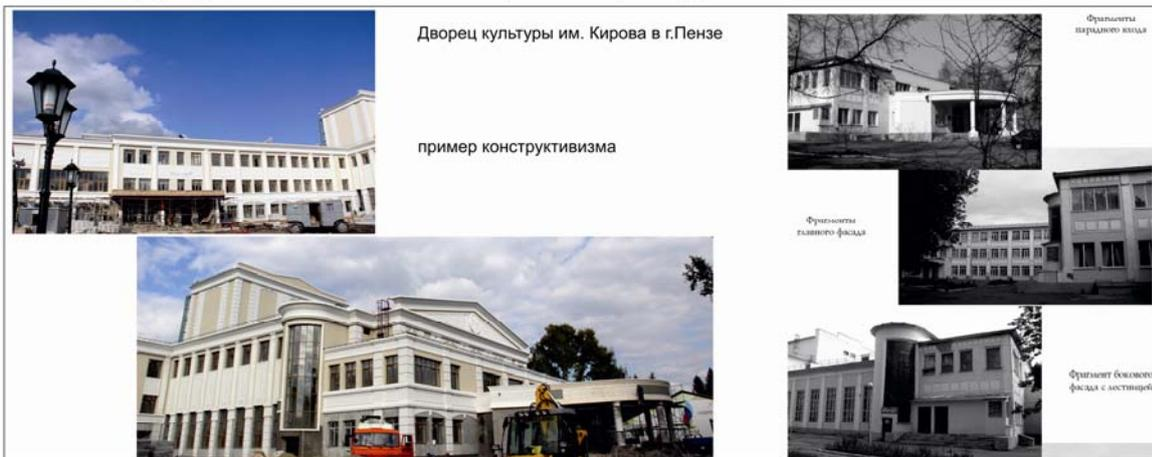 Дворец культуры им. Кирова в г.Пензе
пример конструктивизма
Фрагменты
парадного входа
Фрагменты
главного фасада
Фрагмент бокового
фасада с лестницей